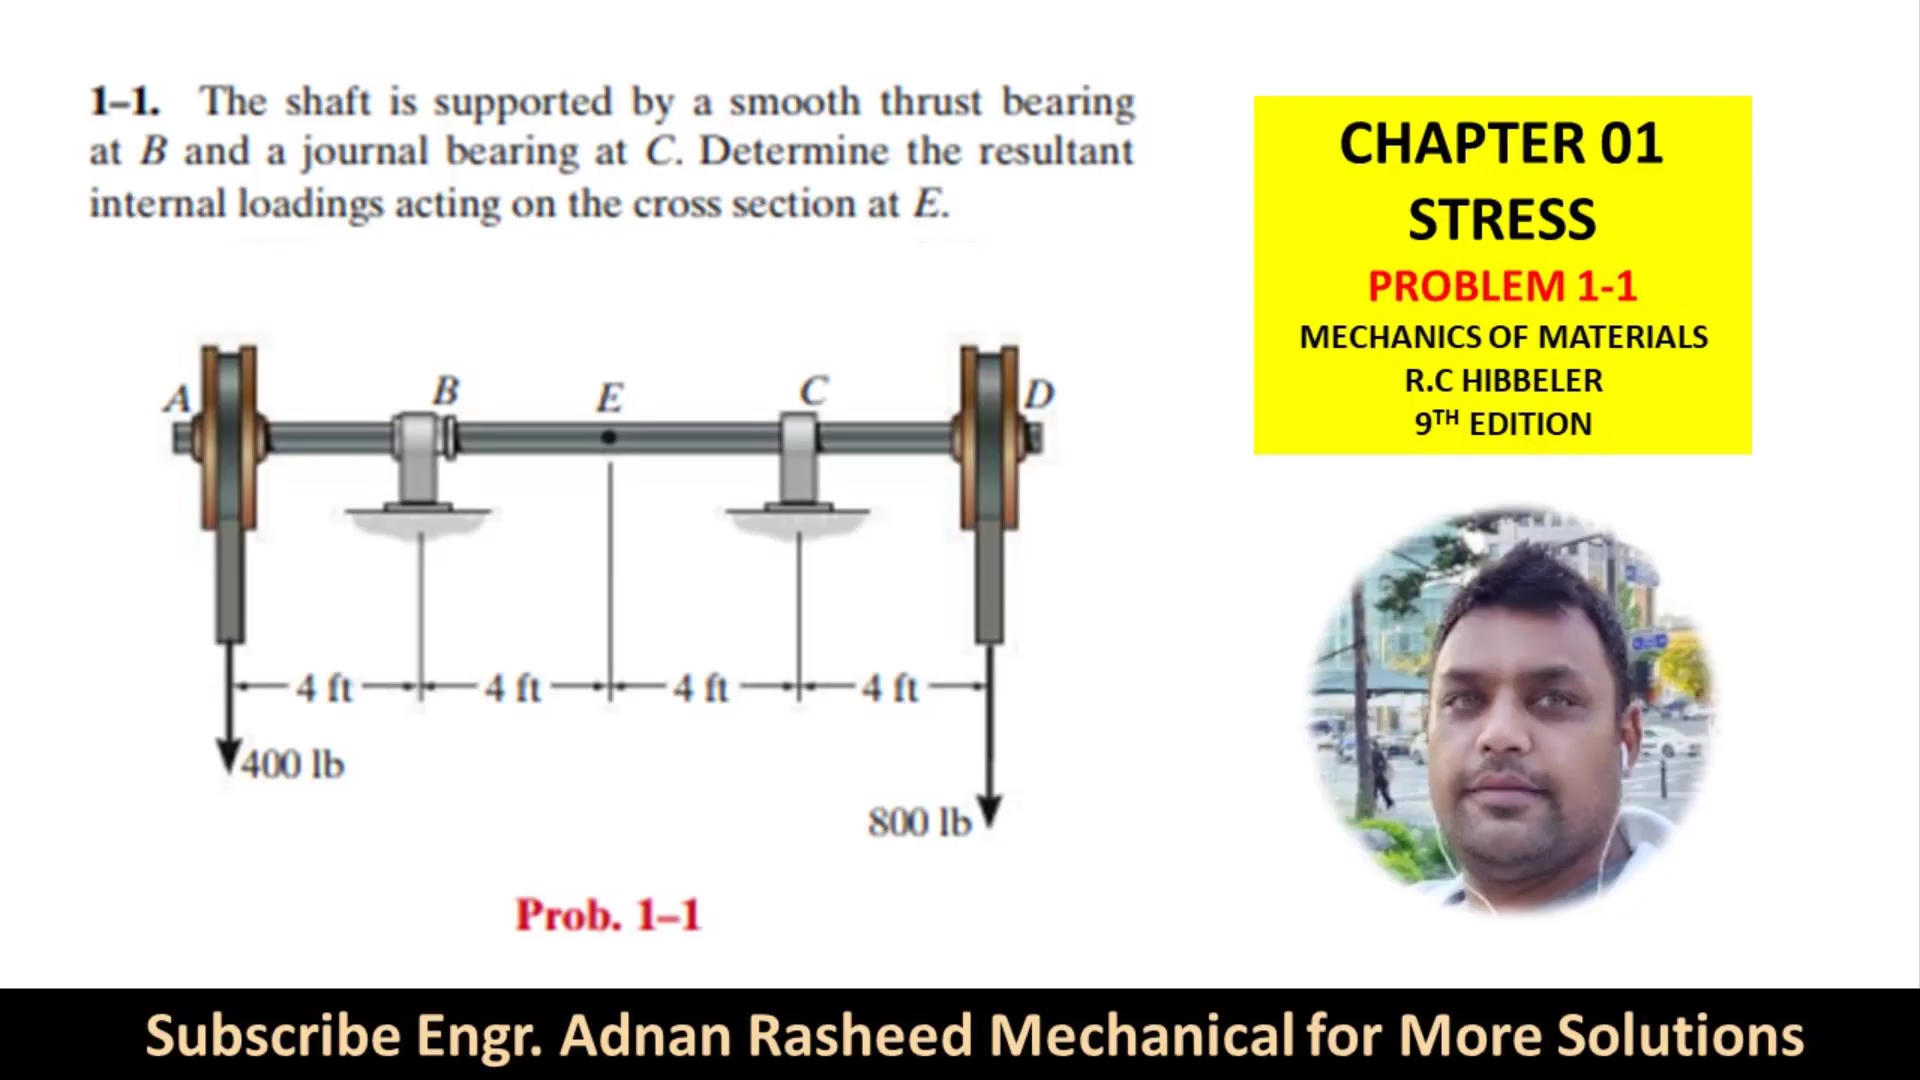 1–1. The shaft is supported by a smooth thrust bearing
at B and a journal bearing at C. Determine the resultant
internal loadings acting on the cross section at E.
CHAPTER 01
STRESS
PROBLEM 1-1
MECHANICS OF MATERIALS
R.C HIBBELER
9TH EDITION
A
B
E
C
D
4 ft
4 ft
4 ft
4 ft
400 lb
800 lb
Prob. 1–1
Subscribe Engr. Adnan Rasheed Mechanical for More Solutions